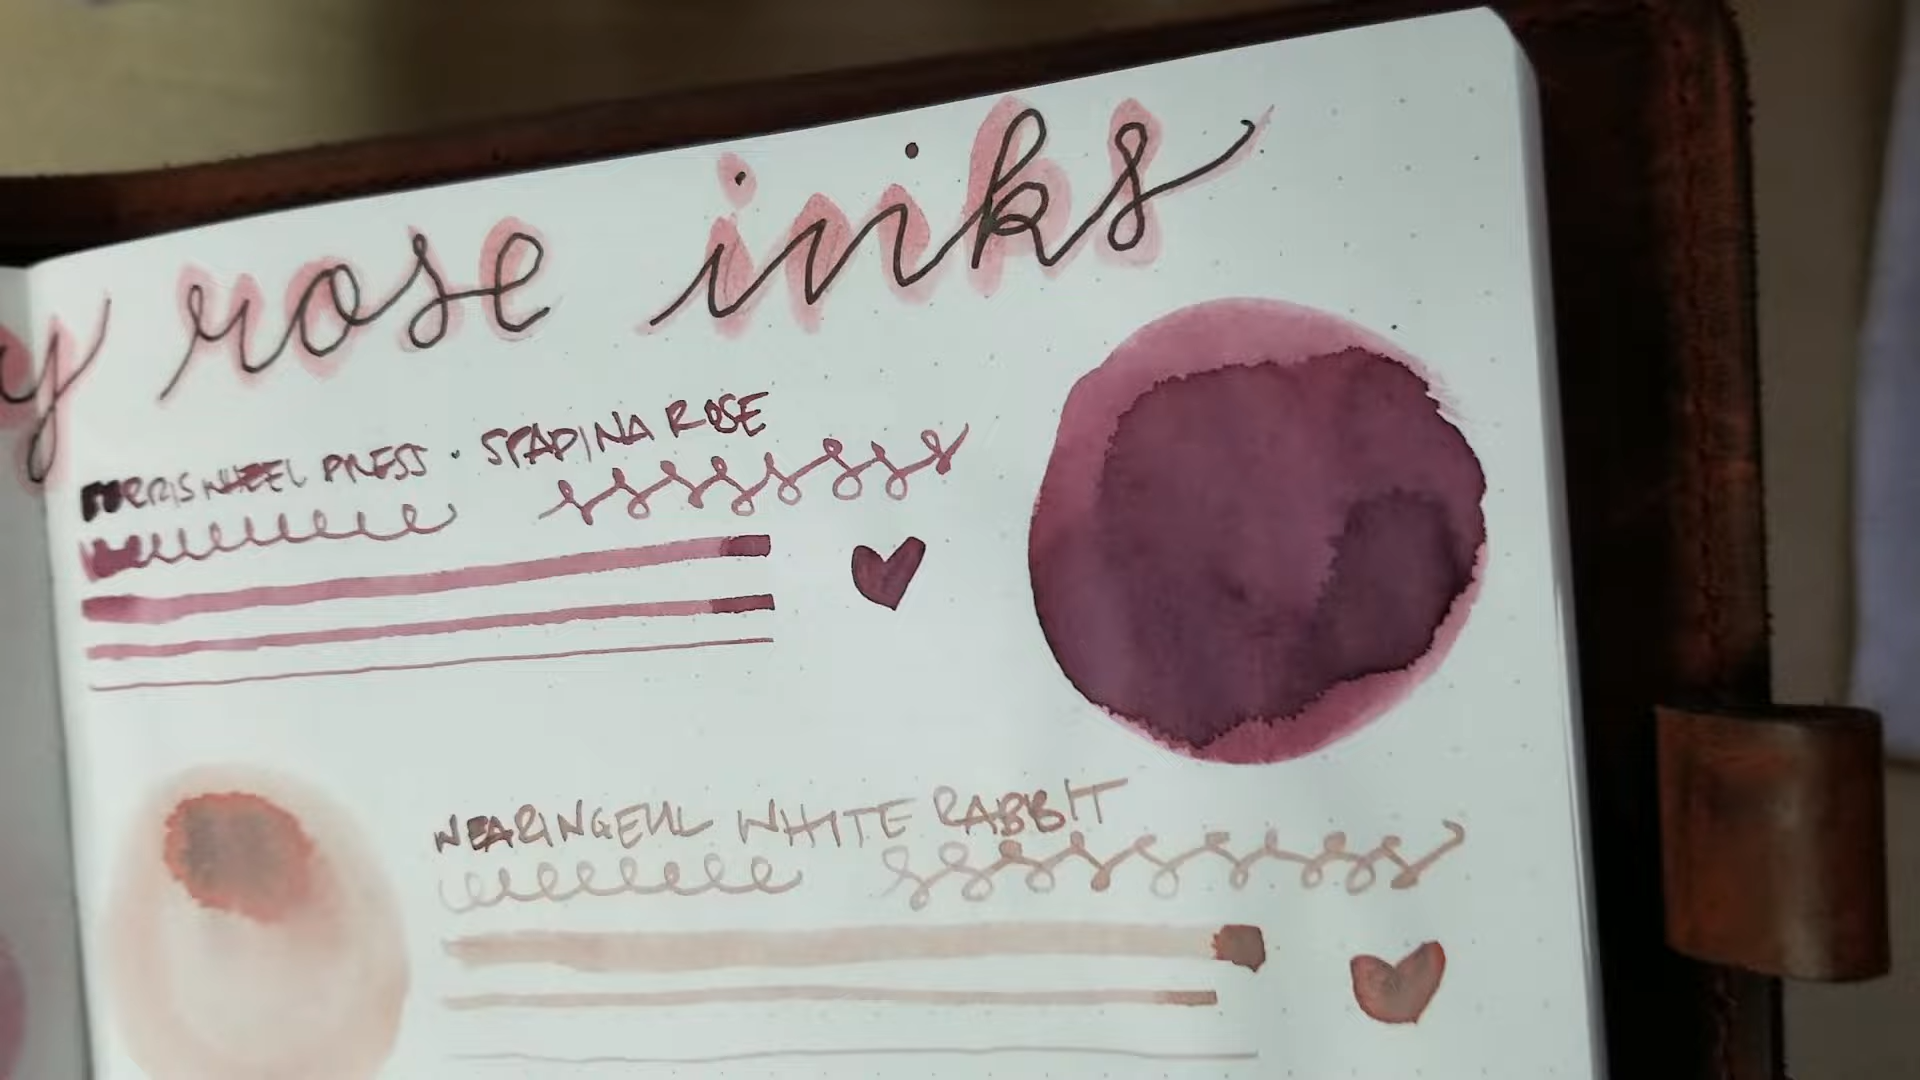 y rose inks
FERRIS WHEEL PRESS · SPADINA ROSE
WEARINGEUL WHITE RABBIT